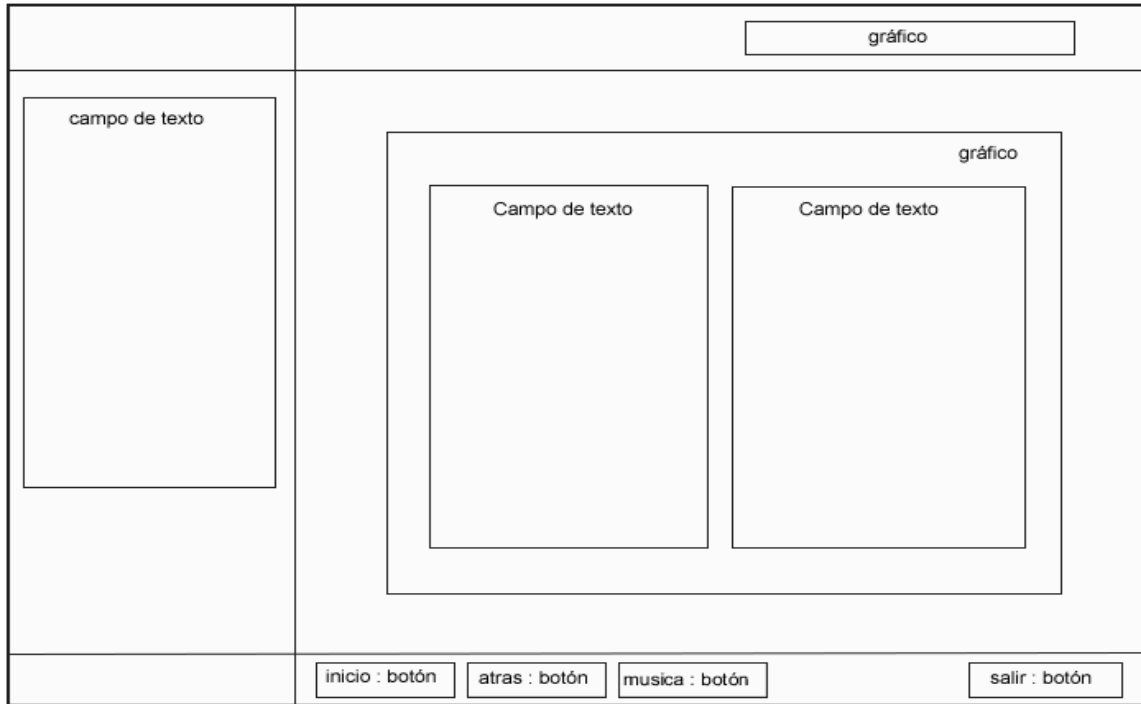 gráfico
campo de texto
gráfico
Campo de texto
Campo de texto
inicio : botón
atras : botón
musica : botón
salir : botón